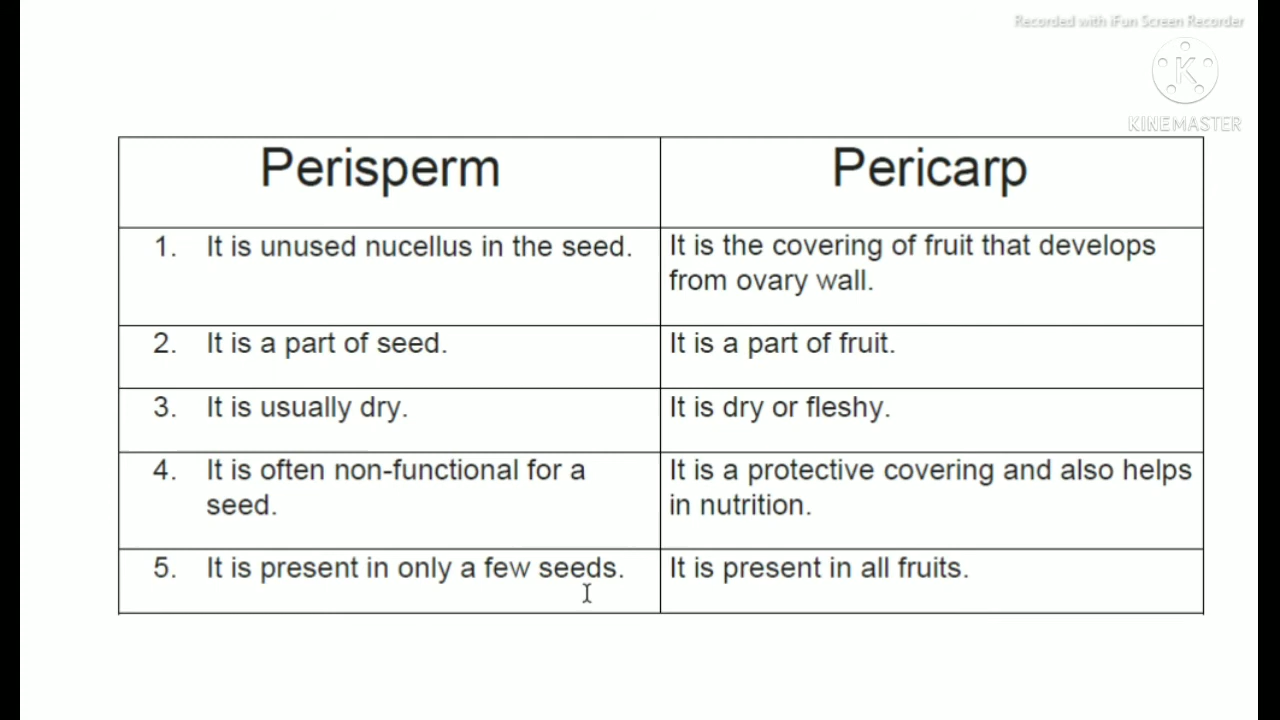 Recorded with iFun Screen Recorder
K
KINEMASTER
Perisperm
Pericarp
1. It is unused nucellus in the seed.
It is the covering of fruit that develops
from ovary wall.
2. It is a part of seed.
It is a part of fruit.
3. It is usually dry.
It is dry or fleshy.
4. It is often non-functional for a
seed.
It is a protective covering and also helps
in nutrition.
5. It is present in only a few seeds.
It is present in all fruits.